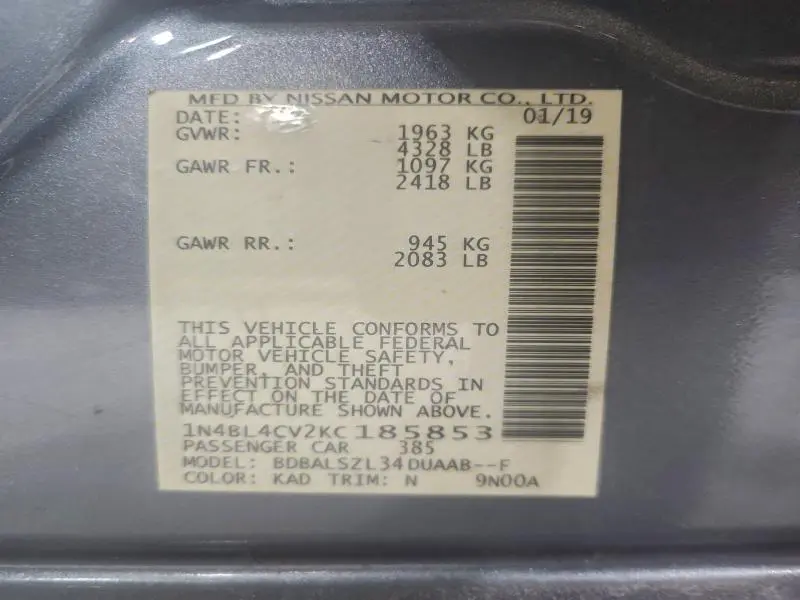 MFD BY NISSAN MOTOR CO., LTD.
DATE: 01/19
GVWR: 1963 KG
4328 LB
GAWR FR.: 1097 KG
2418 LB
GAWR RR.: 945 KG
2083 LB
THIS VEHICLE CONFORMS TO
ALL APPLICABLE FEDERAL
MOTOR VEHICLE SAFETY,
BUMPER, AND THEFT
PREVENTION STANDARDS IN
EFFECT ON THE DATE OF
MANUFACTURE SHOWN ABOVE.
1N4BL4CV2KC185853
PASSENGER CAR 385
MODEL: BDBALSZL34DUAAB--F
COLOR: KAD TRIM: N 9N00A